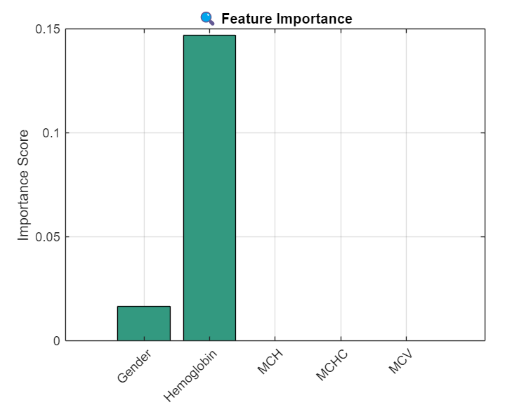 🔍 Feature Importance
Importance Score
0.15
0.1
0.05
0
Gender
Hemoglobin
MCH
MCHC
MCV